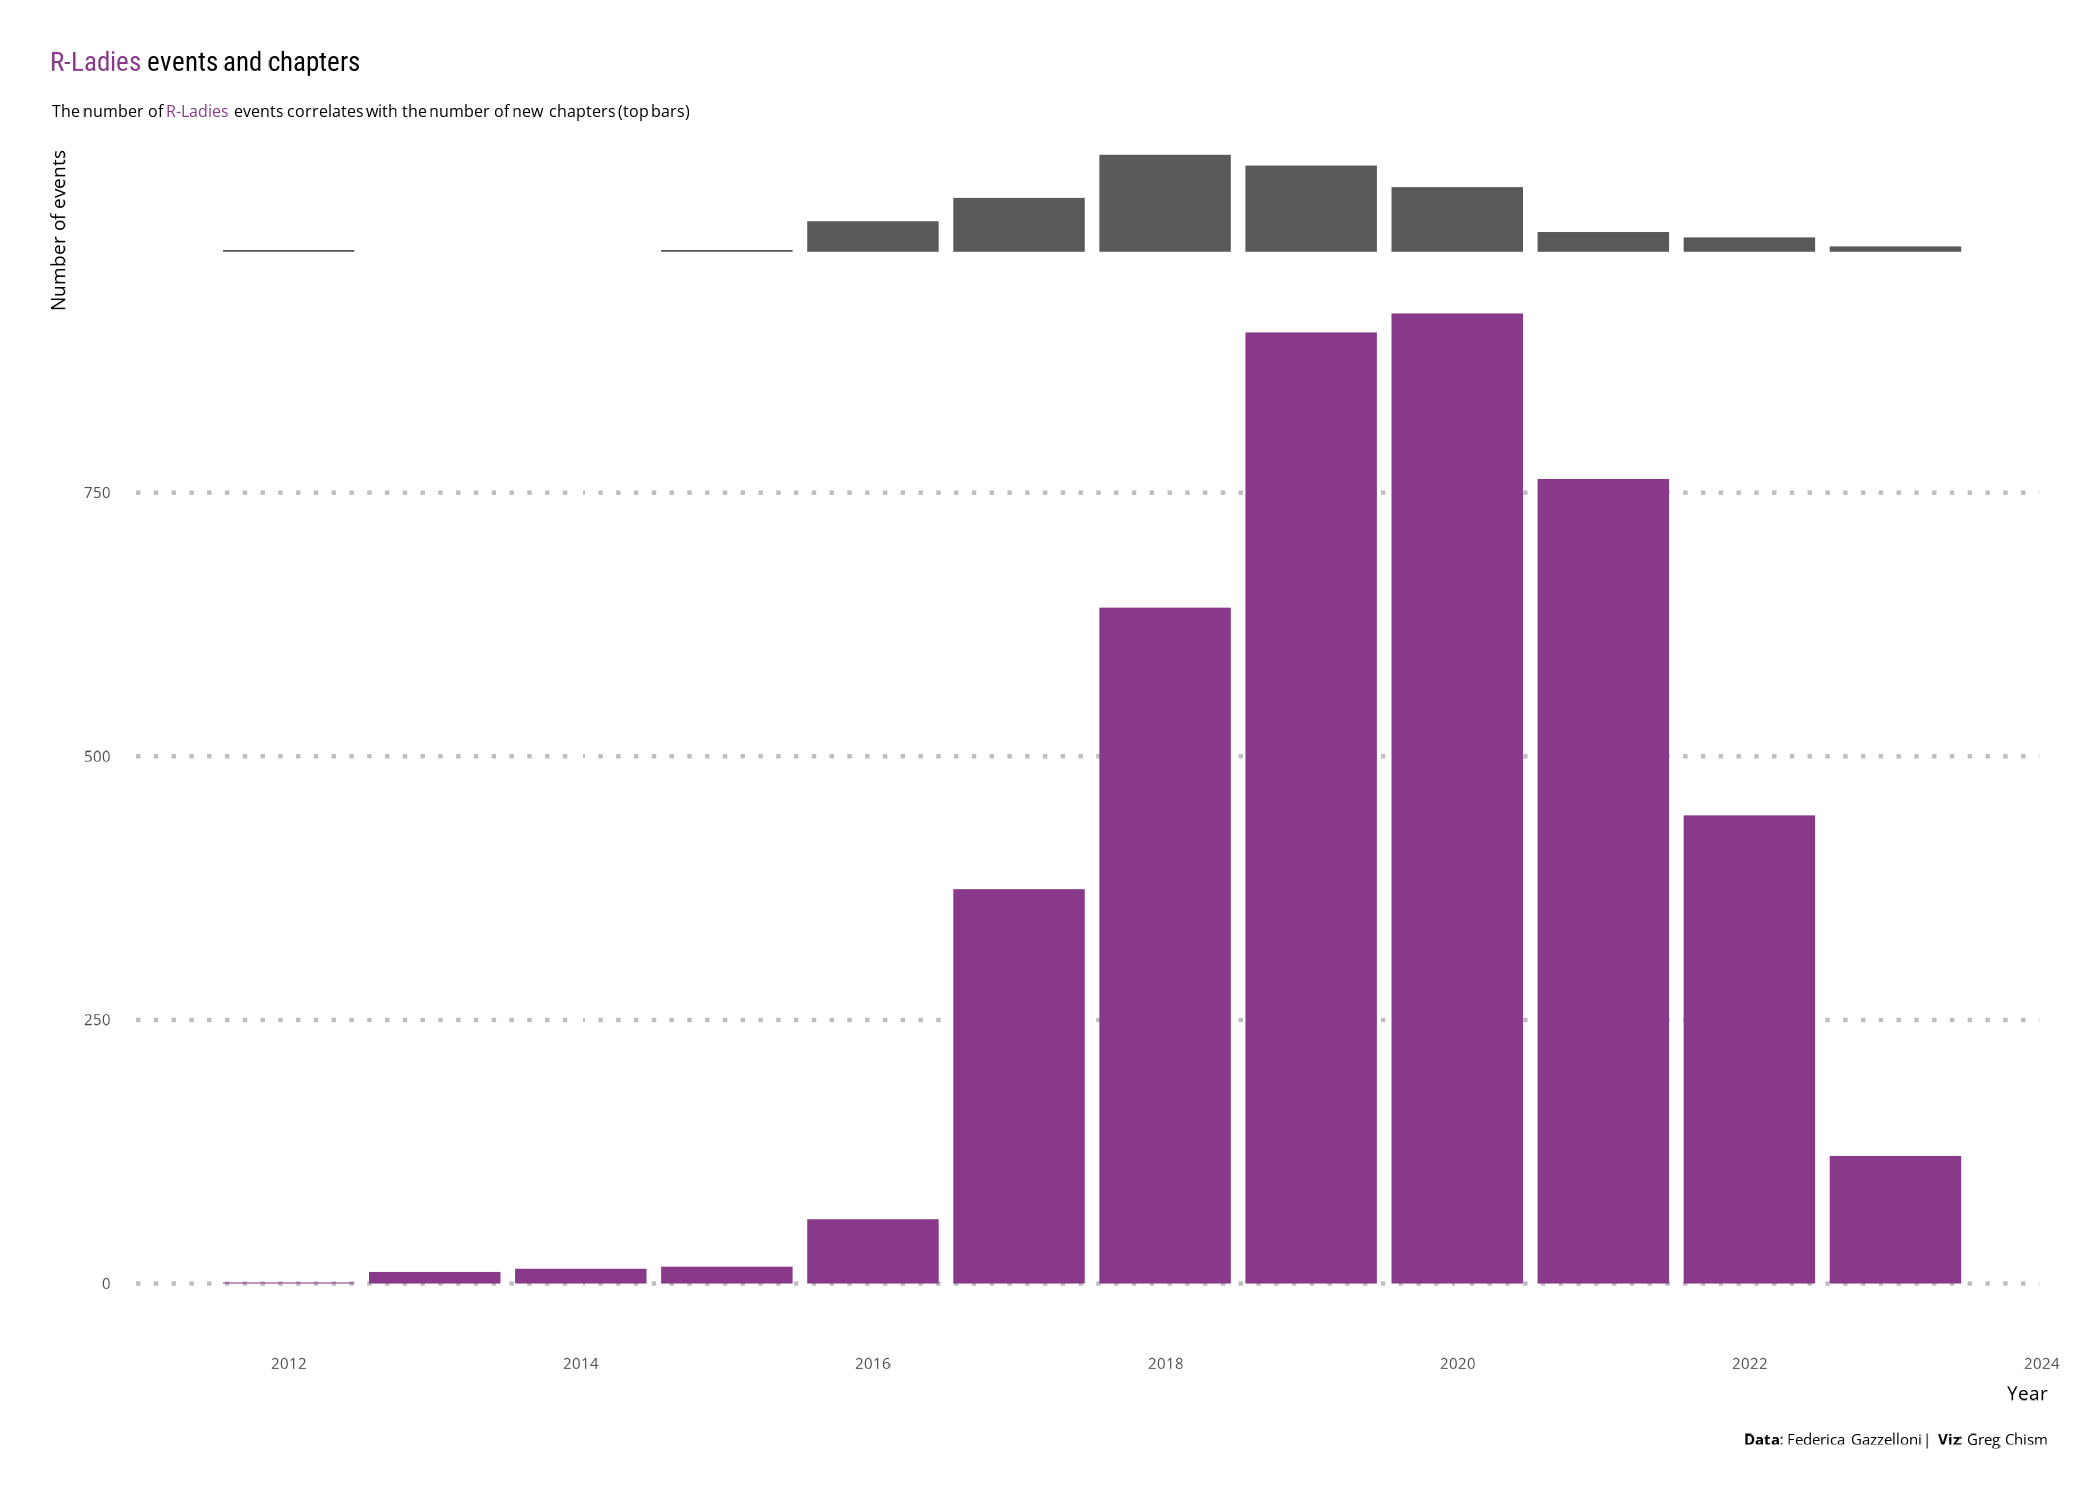 R-Ladies events and chapters
The number of R-Ladies events correlates with the number of new chapters (top bars)
Number of events
750
500
250
0
2012 2014 2016 2018 2020 2022 2024
Year
Data: Federica Gazzelloni | Viz: Greg Chism